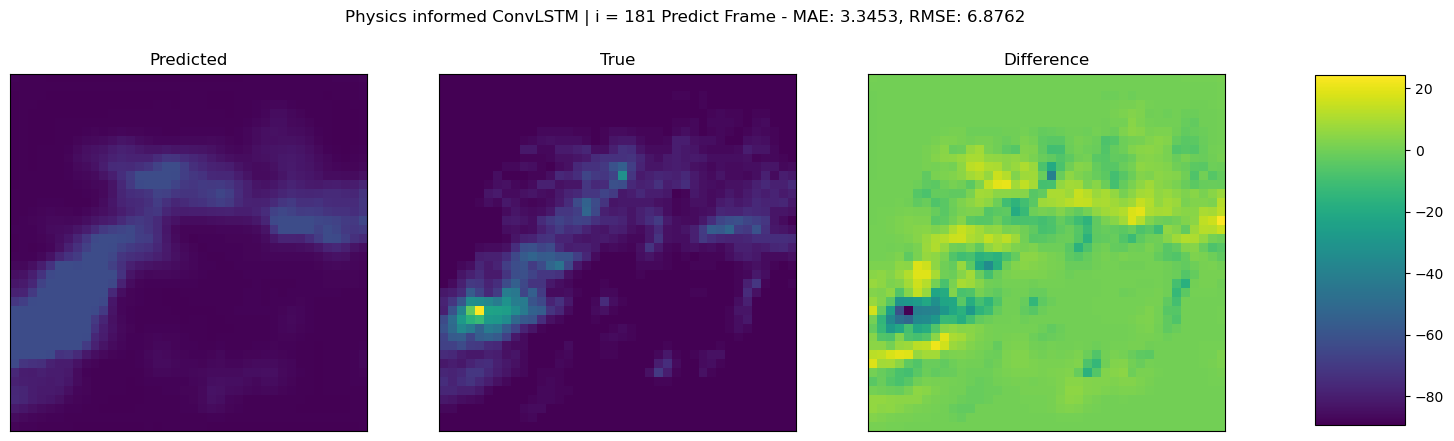 Physics informed ConvLSTM | i = 181 Predict Frame - MAE: 3.3453, RMSE: 6.8762
Predicted
True
Difference
20
0
−20
−40
−60
−80